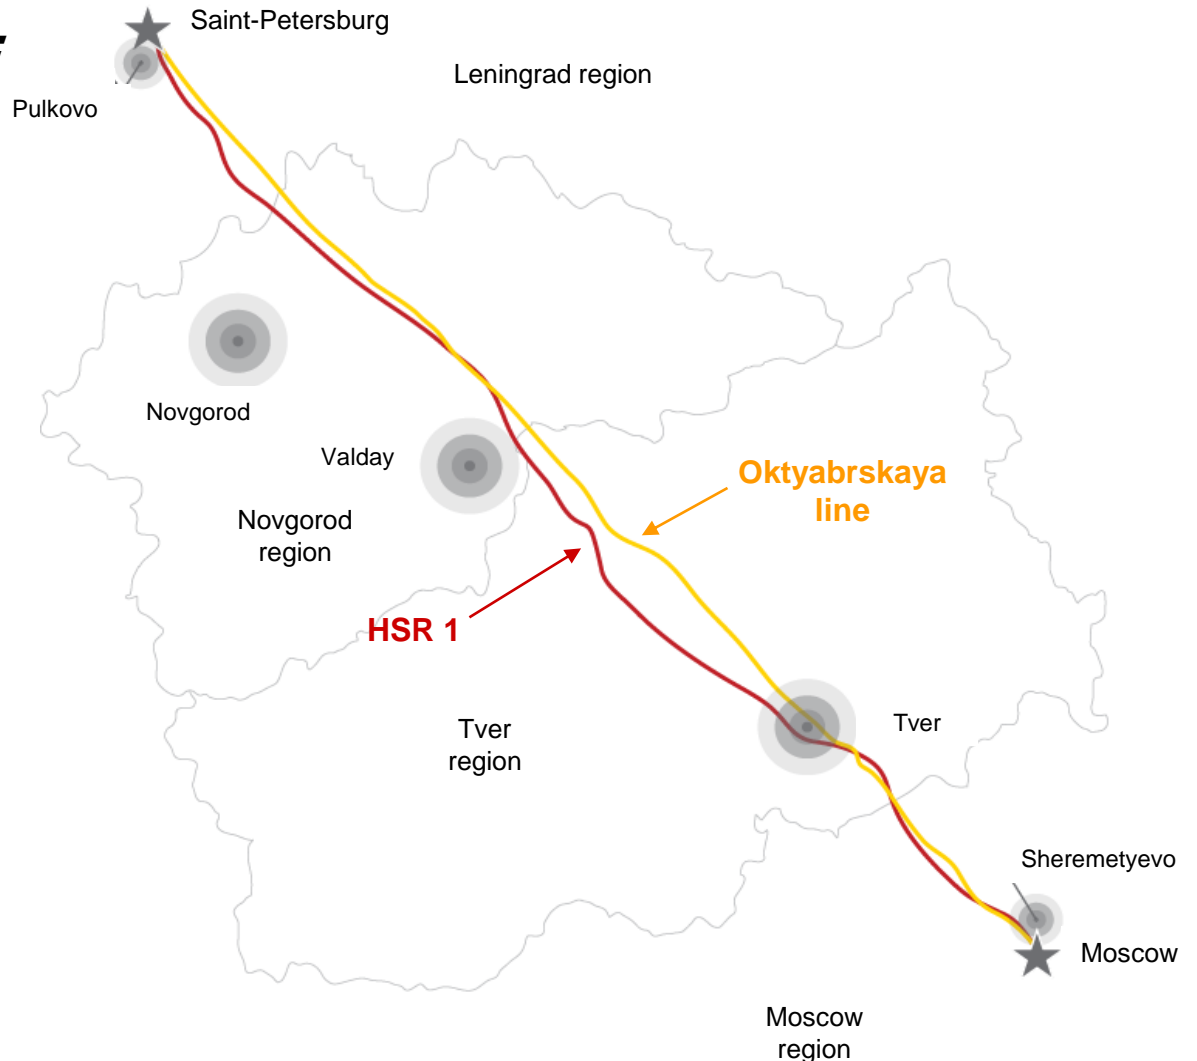 Saint-Petersburg
Leningrad region
Pulkovo
Novgorod
Valday
Oktyabrskaya
line
Novgorod
region
HSR 1
Tver
region
Tver
Sheremetyevo
Moscow
Moscow
region